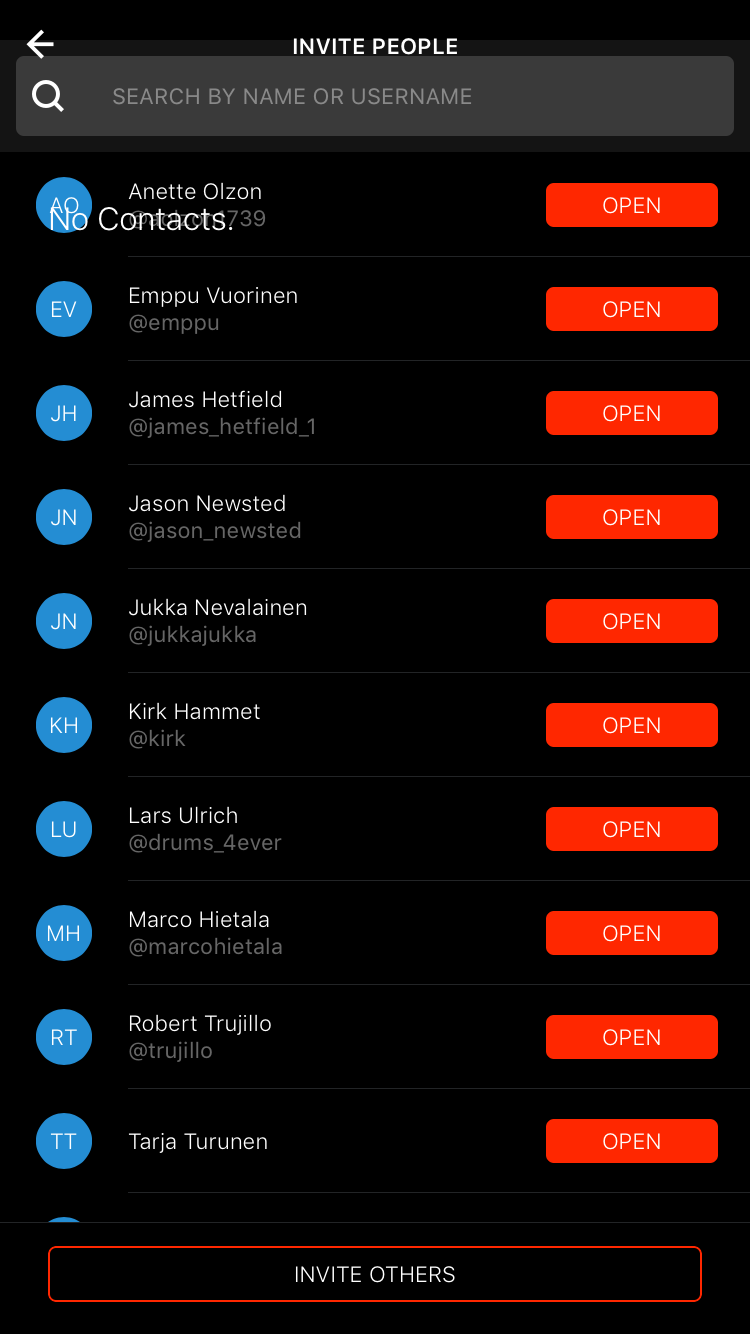 INVITE PEOPLE
SEARCH BY NAME OR USERNAME
AO
Anette Olzon
OPEN
No Contacts.
EV
Emppu Vuorinen
@emppu
OPEN
JH
James Hetfield
@james_hetfield_1
OPEN
JN
Jason Newsted
@jason_newsted
OPEN
JN
Jukka Nevalainen
@jukkajukka
OPEN
KH
Kirk Hammet
@kirk
OPEN
LU
Lars Ulrich
@drums_4ever
OPEN
MH
Marco Hietala
@marcohietala
OPEN
RT
Robert Trujillo
@trujillo
OPEN
TT
Tarja Turunen
OPEN
INVITE OTHERS